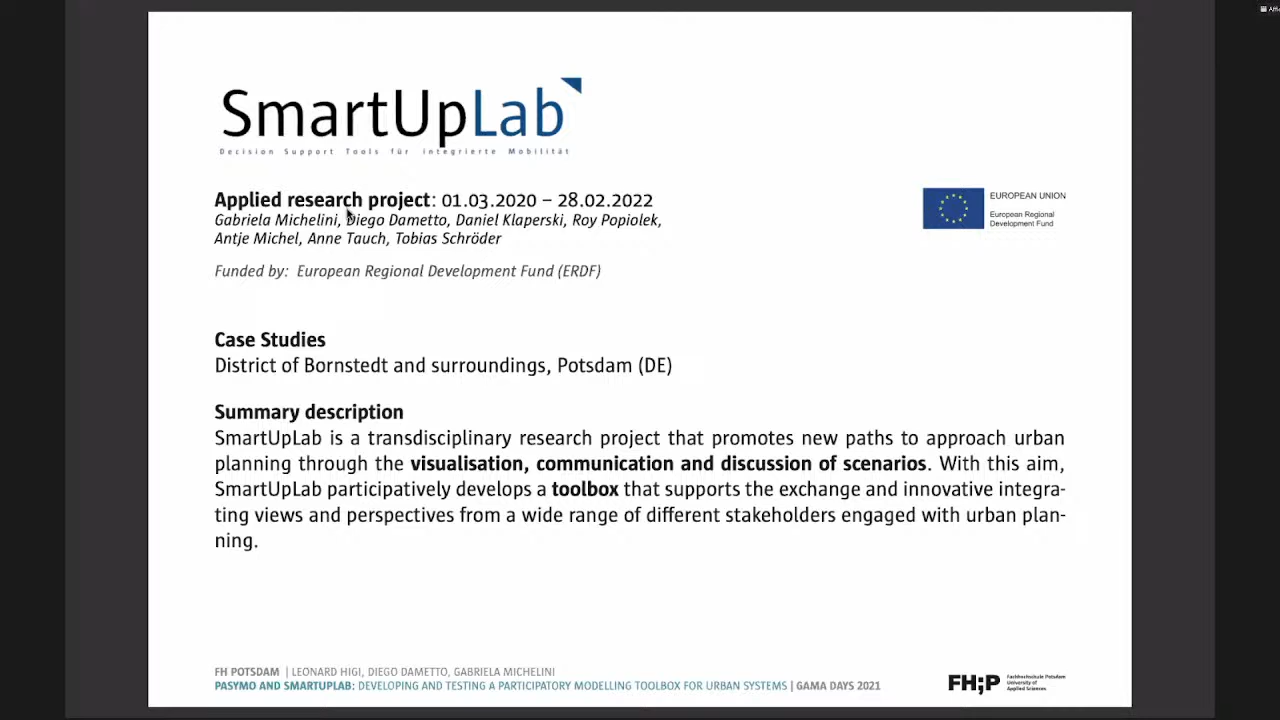 SmartUpLab
Decision Support Tools für integrierte Mobilität
Applied research project: 01.03.2020 – 28.02.2022
Gabriela Michelini, Diego Dametto, Daniel Klaperski, Roy Popiolek,
Antje Michel, Anne Tauch, Tobias Schröder
EUROPEAN UNION
European Regional
Development Fund
Funded by: European Regional Development Fund (ERDF)
Case Studies
District of Bornstedt and surroundings, Potsdam (DE)
Summary description
SmartUpLab is a transdisciplinary research project that promotes new paths to approach urban
planning through the visualisation, communication and discussion of scenarios. With this aim,
SmartUpLab participatively develops a toolbox that supports the exchange and innovative integra-
ting views and perspectives from a wide range of different stakeholders engaged with urban plan-
ning.
FH POTSDAM | LEONARD HIGI, DIEGO DAMETTO, GABRIELA MICHELINI
PASYMO AND SMARTUPLAB: DEVELOPING AND TESTING A PARTICIPATORY MODELLING TOOLBOX FOR URBAN SYSTEMS | GAMA DAYS 2021
FH;P
Fachhochschule Potsdam
University of
Applied Sciences